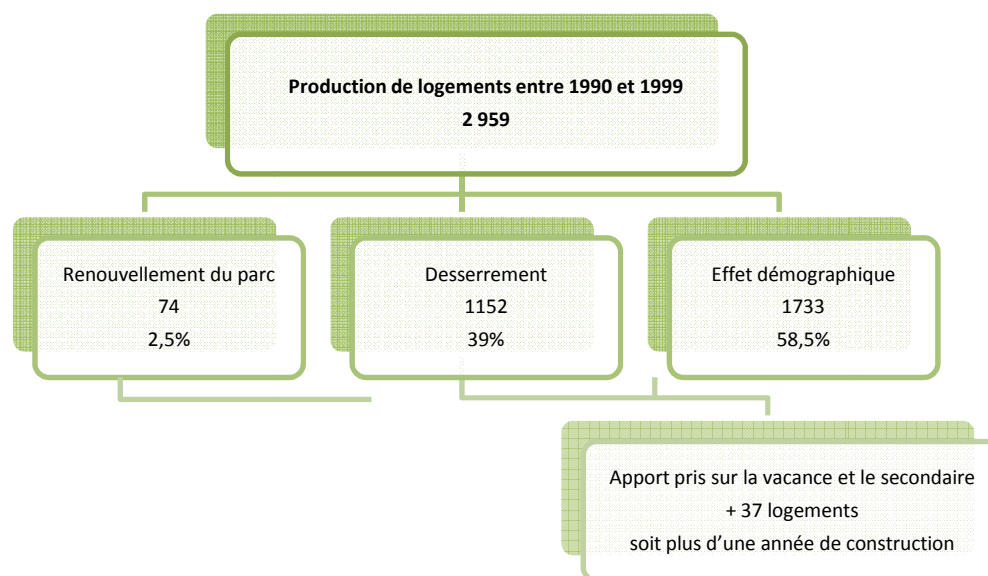 Production de logements entre 1990 et 1999
2 959
Renouvellement du parc
74
2,5%
Desserrement
1152
39%
Effet démographique
1733
58,5%
Apport pris sur la vacance et le secondaire
+ 37 logements
soit plus d’une année de construction